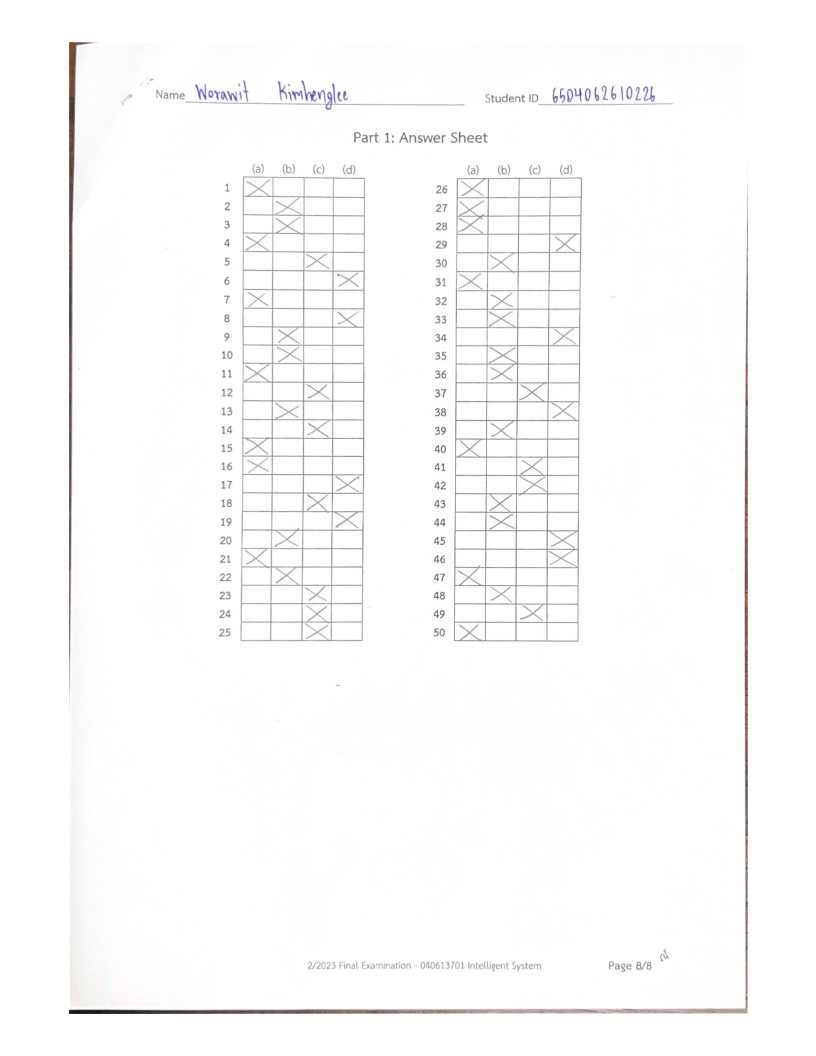 Name Worawit Kimhenglee Student ID 6504062610226
Part 1: Answer Sheet
(a) (b) (c) (d) (a) (b) (c) (d)
1 X 26 X
2 X 27 X
3 X 28 X
4 X 29 X
5 X 30 X
6 X 31 X
7 X 32 X
8 X 33 X
9 X 34 X
10 X 35 X
11 X 36 X
12 X 37 X
13 X 38 X
14 X 39 X
15 X 40 X
16 X 41 X
17 X 42 X
18 X 43 X
19 X 44 X
20 X 45 X
21 X 46 X
22 X 47 X
23 X 48 X
24 X 49 X
25 X 50 X
2/2023 Final Examination - 040613701 Intelligent System Page 8/8